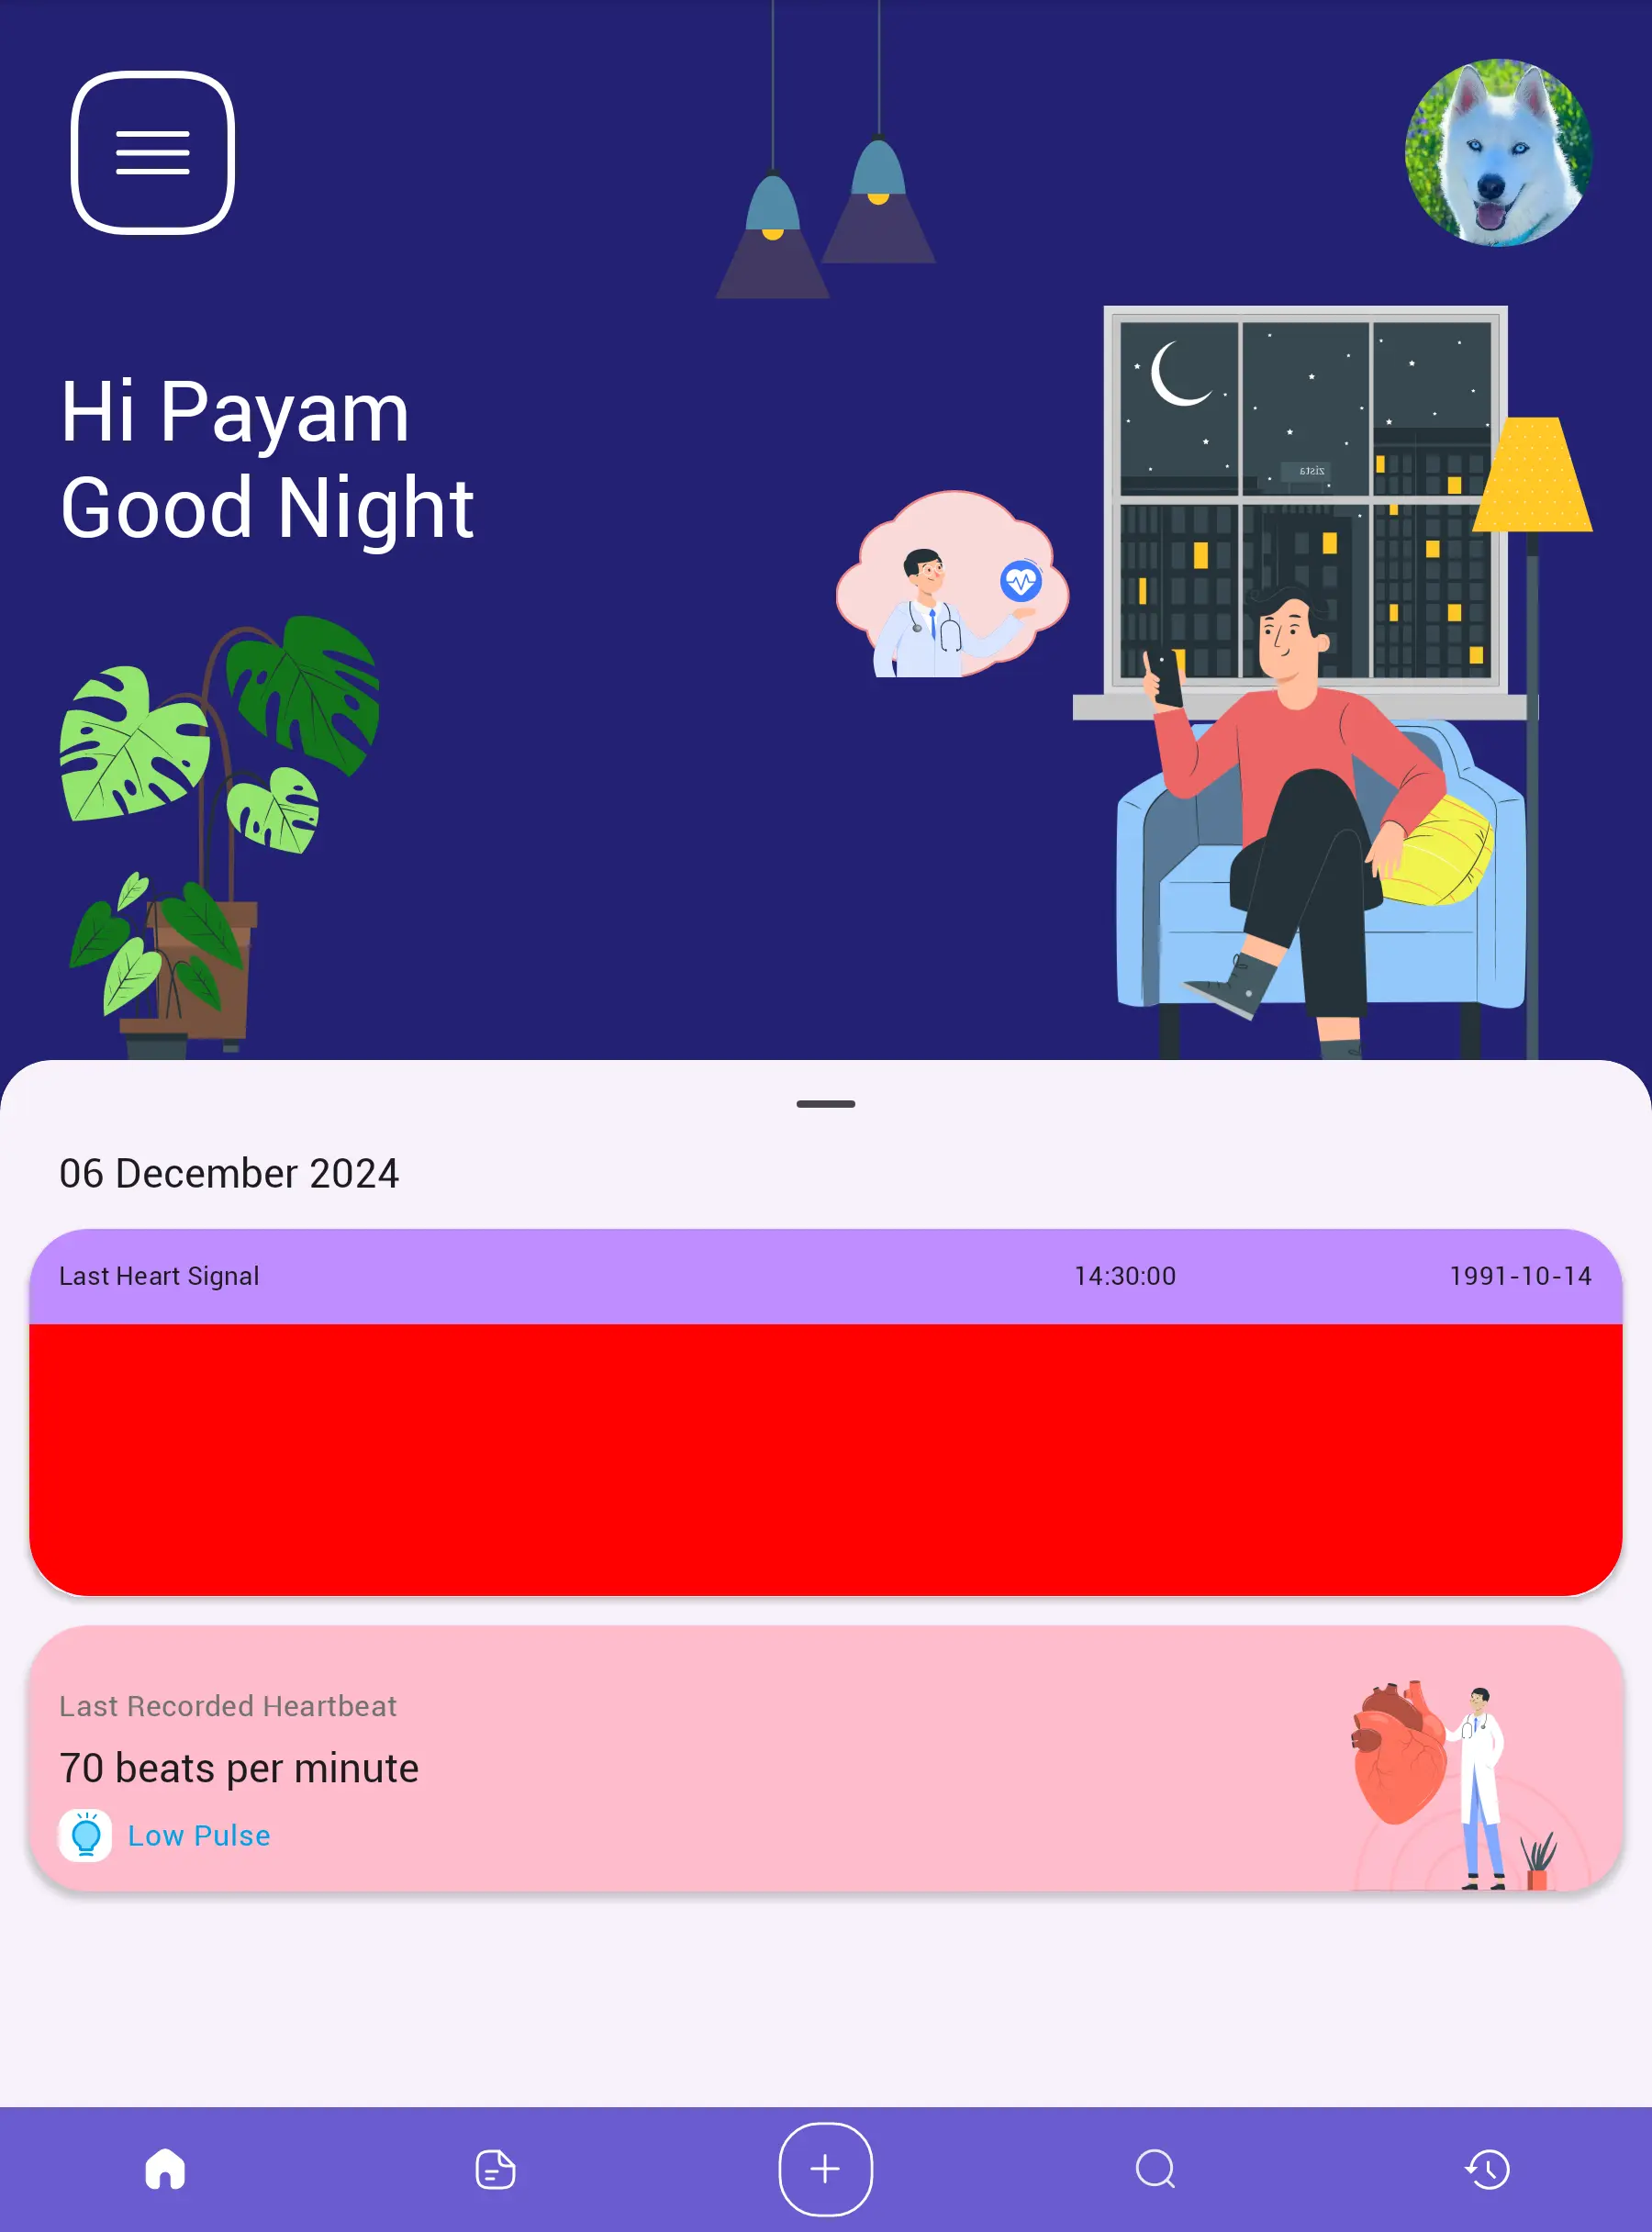 Hi Payam
Good Night
zista
06 December 2024
Last Heart Signal 14:30:00 1991-10-14
Last Recorded Heartbeat
70 beats per minute
Low Pulse